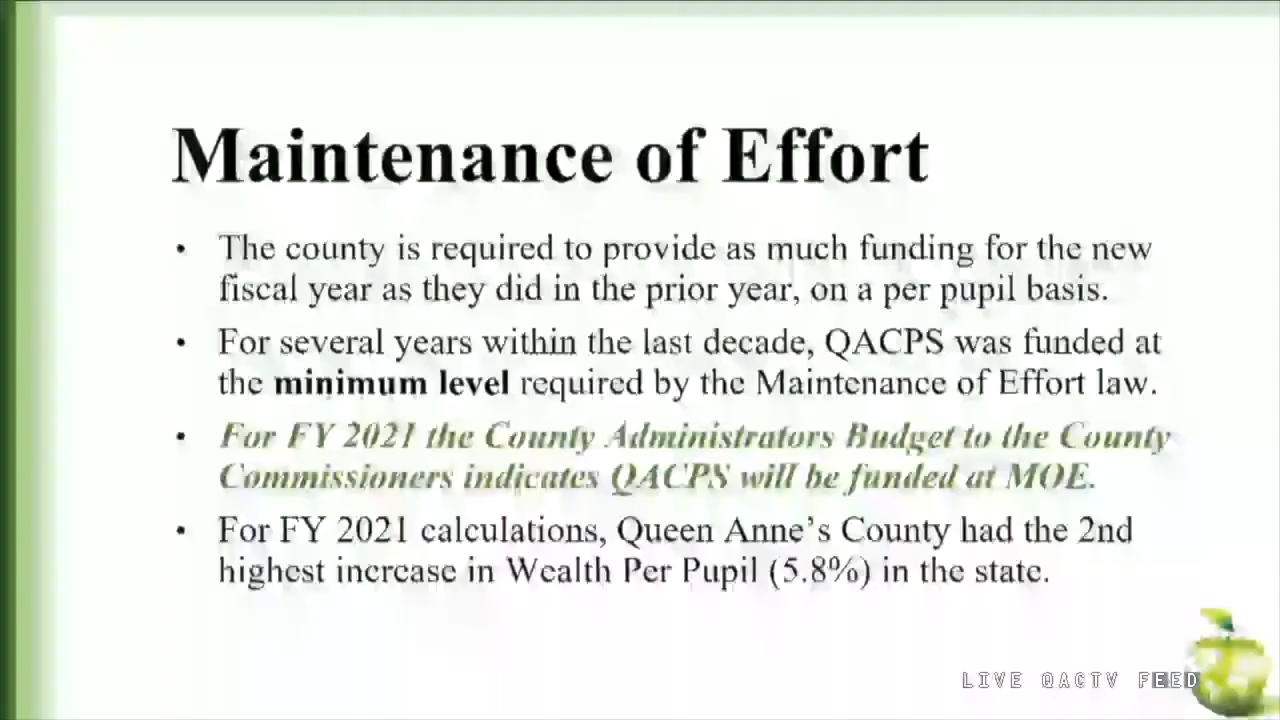 Maintenance of Effort
• The county is required to provide as much funding for the new
fiscal year as they did in the prior year, on a per pupil basis.
• For several years within the last decade, QACPS was funded at
the minimum level required by the Maintenance of Effort law.
• For FY 2021 the County Administrators Budget to the County
Commissioners indicates QACPS will be funded at MOE.
• For FY 2021 calculations, Queen Anne’s County had the 2nd
highest increase in Wealth Per Pupil (5.8%) in the state.
LIVE QACTV FEED